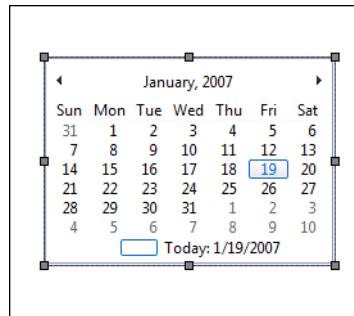 January, 2007
Sun Mon Tue Wed Thu Fri Sat
31 1 2 3 4 5 6
7 8 9 10 11 12 13
14 15 16 17 18 19 20
21 22 23 24 25 26 27
28 29 30 31 1 2 3
4 5 6 7 8 9 10
Today: 1/19/2007